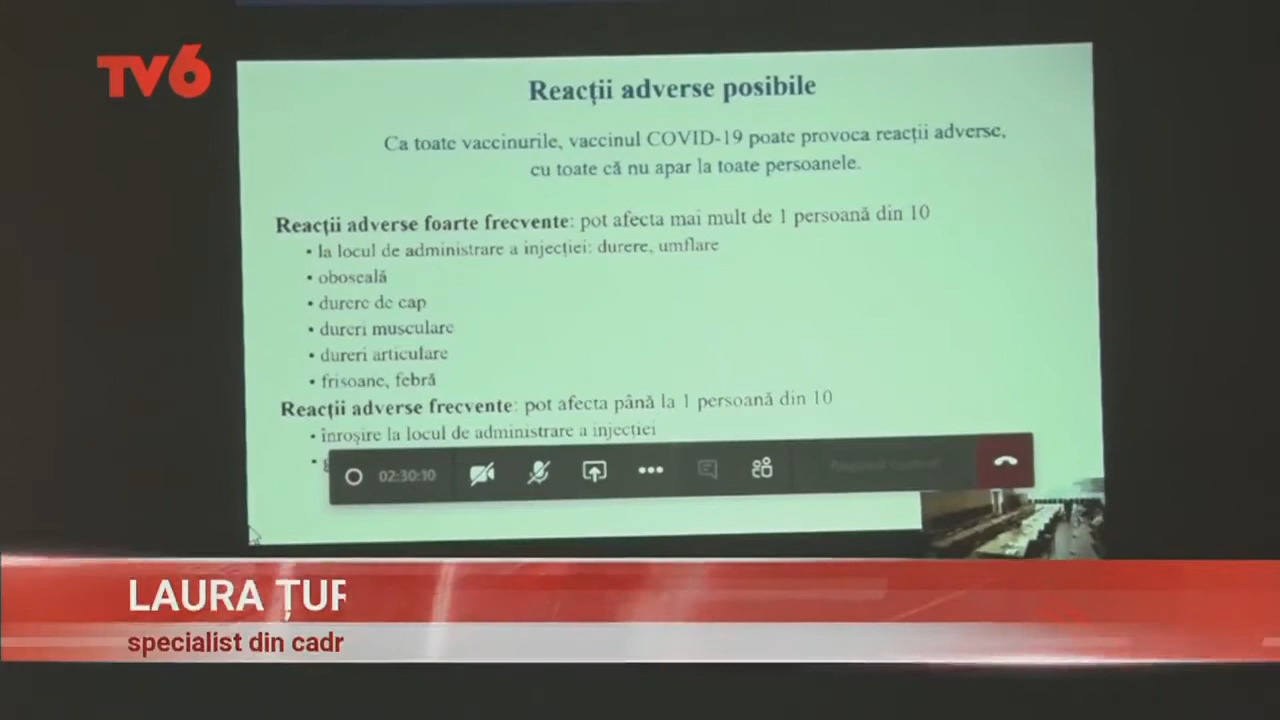 TV6
Reacții adverse posibile
Ca toate vaccinurile, vaccinul COVID-19 poate provoca reacții adverse,
cu toate că nu apar la toate persoanele.
Reacții adverse foarte frecvente: pot afecta mai mult de 1 persoană din 10
• la locul de administrare a injecției: durere, umflare
• oboseală
• durere de cap
• dureri musculare
• dureri articulare
• frisoane, febră
Reacții adverse frecvente: pot afecta până la 1 persoană din 10
• înroșire la locul de administrare a injecției
02:30:10
LAURA ȚUR
specialist din cadr